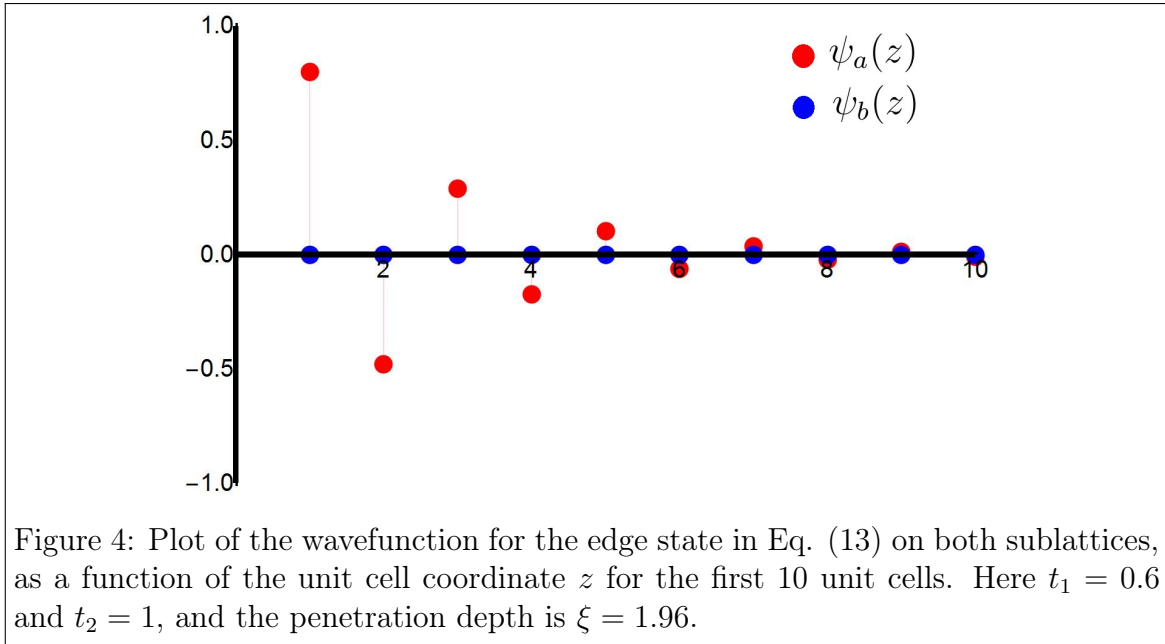 1.0
ψ_a(z)
ψ_b(z)
0.5
0.0
2 4 6 8 10
−0.5
−1.0
Figure 4: Plot of the wavefunction for the edge state in Eq. (13) on both sublattices,
as a function of the unit cell coordinate z for the first 10 unit cells. Here t₁ = 0.6
and t₂ = 1, and the penetration depth is ξ = 1.96.